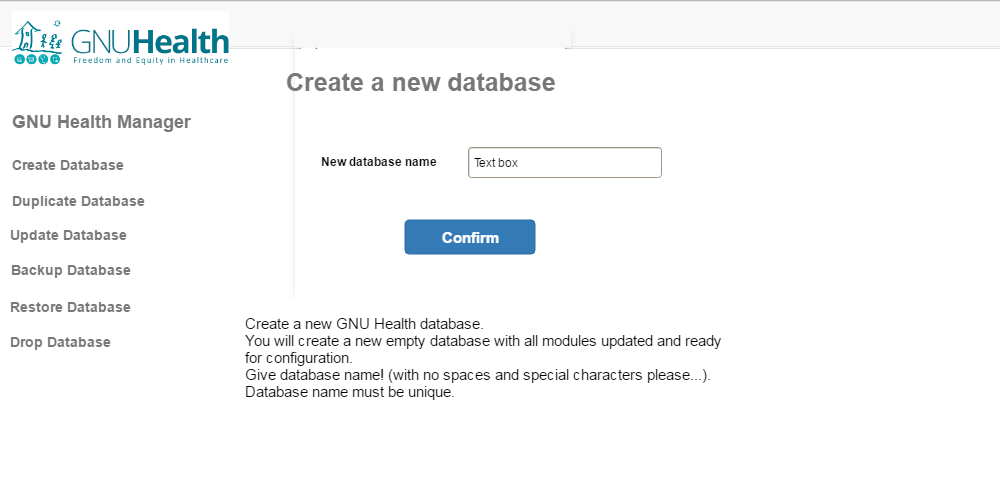 GNUHealth
Freedom and Equity in Healthcare
Create a new database
GNU Health Manager
Create Database
Duplicate Database
Update Database
Backup Database
Restore Database
Drop Database
New database name
Text box
Confirm
Create a new GNU Health database.
You will create a new empty database with all modules updated and ready
for configuration.
Give database name! (with no spaces and special characters please...).
Database name must be unique.